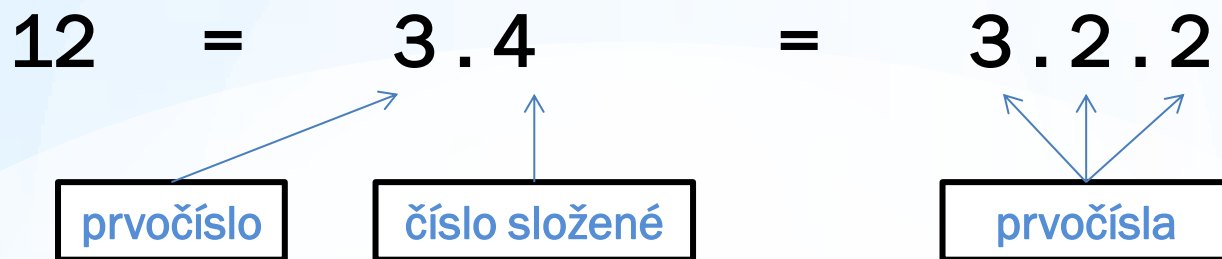 12 = 3 . 4 = 3 . 2 . 2
prvočíslo číslo složené prvočísla